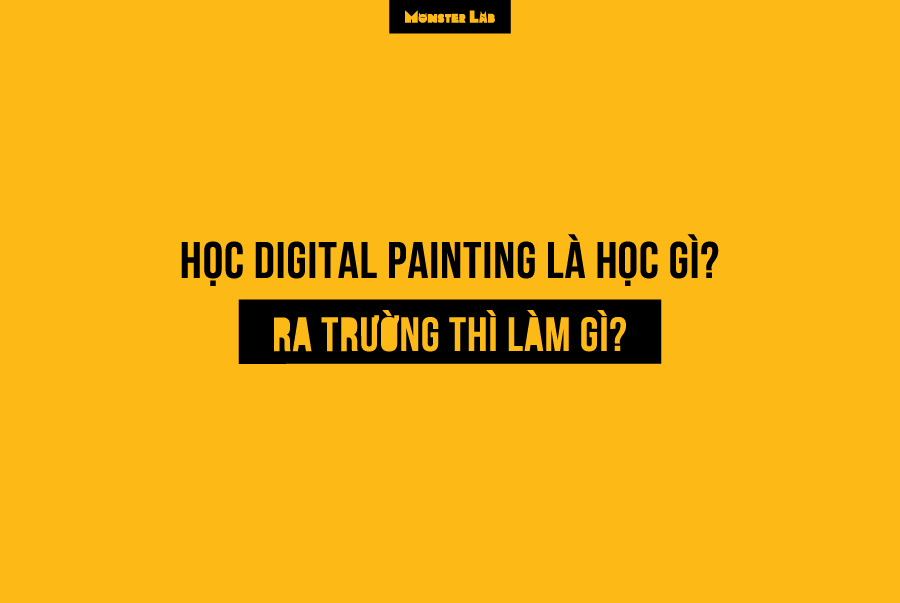 MONSTER LAB
HỌC DIGITAL PAINTING LÀ HỌC GÌ?
RA TRƯỜNG THÌ LÀM GÌ?